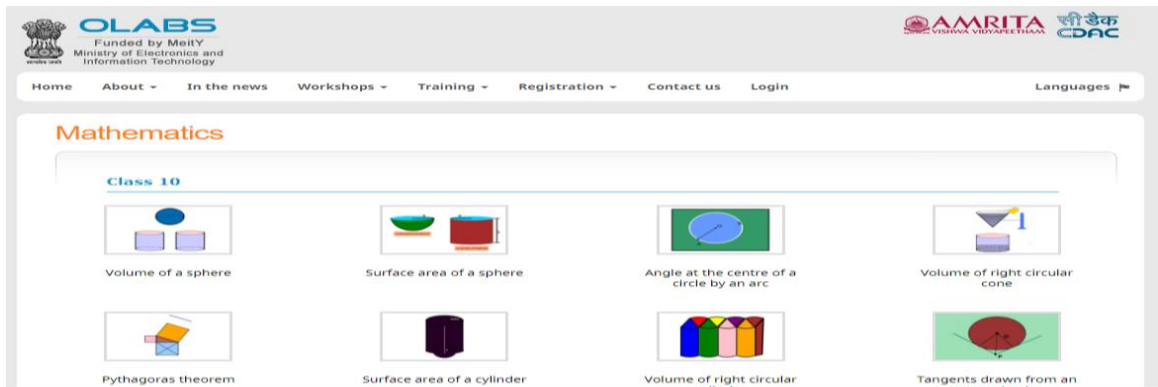 OLABS
Funded by MeitY
Ministry of Electronics and
Information Technology
AMRITA
VISHWA VIDYAPEETHAM
सी डैक
CDAC
Home About In the news Workshops Training Registration Contact us Login Languages
Mathematics
Class 10
Volume of a sphere
Surface area of a sphere
Angle at the centre of a
circle by an arc
Volume of right circular
cone
Pythagoras theorem
Surface area of a cylinder
Volume of right circular
Tangents drawn from an